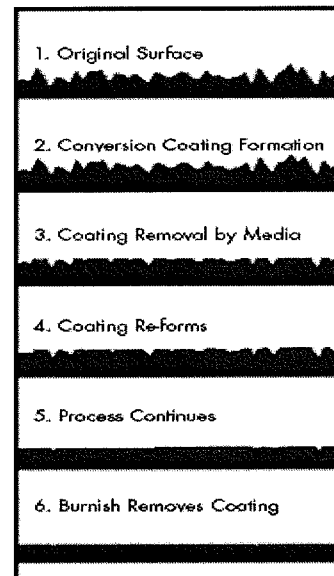 1. Original Surface
2. Conversion Coating Formation
3. Coating Removal by Media
4. Coating Re-forms
5. Process Continues
6. Burnish Removes Coating